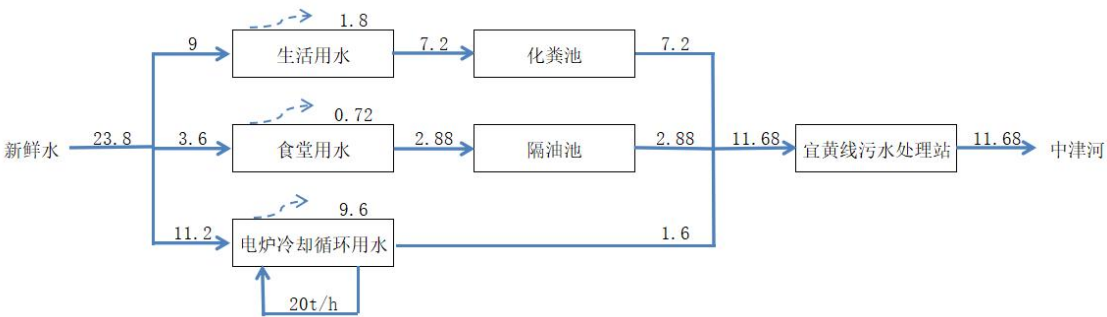 1.8
9
生活用水
7.2
化粪池
7.2
0.72
新鲜水
23.8
3.6
食堂用水
2.88
隔油池
2.88
11.68
宜黄线污水处理站
11.68
中津河
9.6
11.2
电炉冷却循环用水
1.6
20t/h